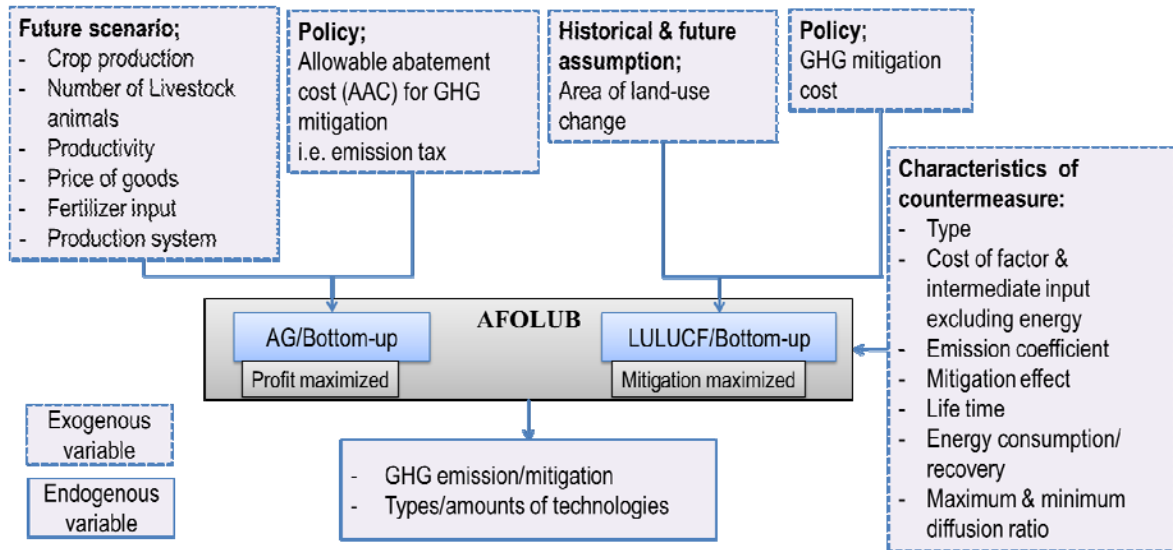 Future scenarío;
- Crop production
- Number of Livestock
animals
- Productivity
- Price of goods
- Fertilizer input
- Production system
Policy;
Allowable abatement
cost (AAC) for GHG
mitigation
i.e. emission tax
Historical & future
assumption;
Area of land-use
change
Policy;
GHG mitigation
cost
Characteristics of
countermeasure:
- Type
- Cost of factor &
intermediate input
excluding energy
- Emission coefficient
- Mitigation effect
- Life time
- Energy consumption/
recovery
- Maximum & minimum
diffusion ratio
AFOLUB
AG/Bottom-up
Profit maximized
LULUCF/Bottom-up
Mitigation maximized
- GHG emission/mitigation
- Types/amounts of technologies
Exogenous
variable
Endogenous
variable